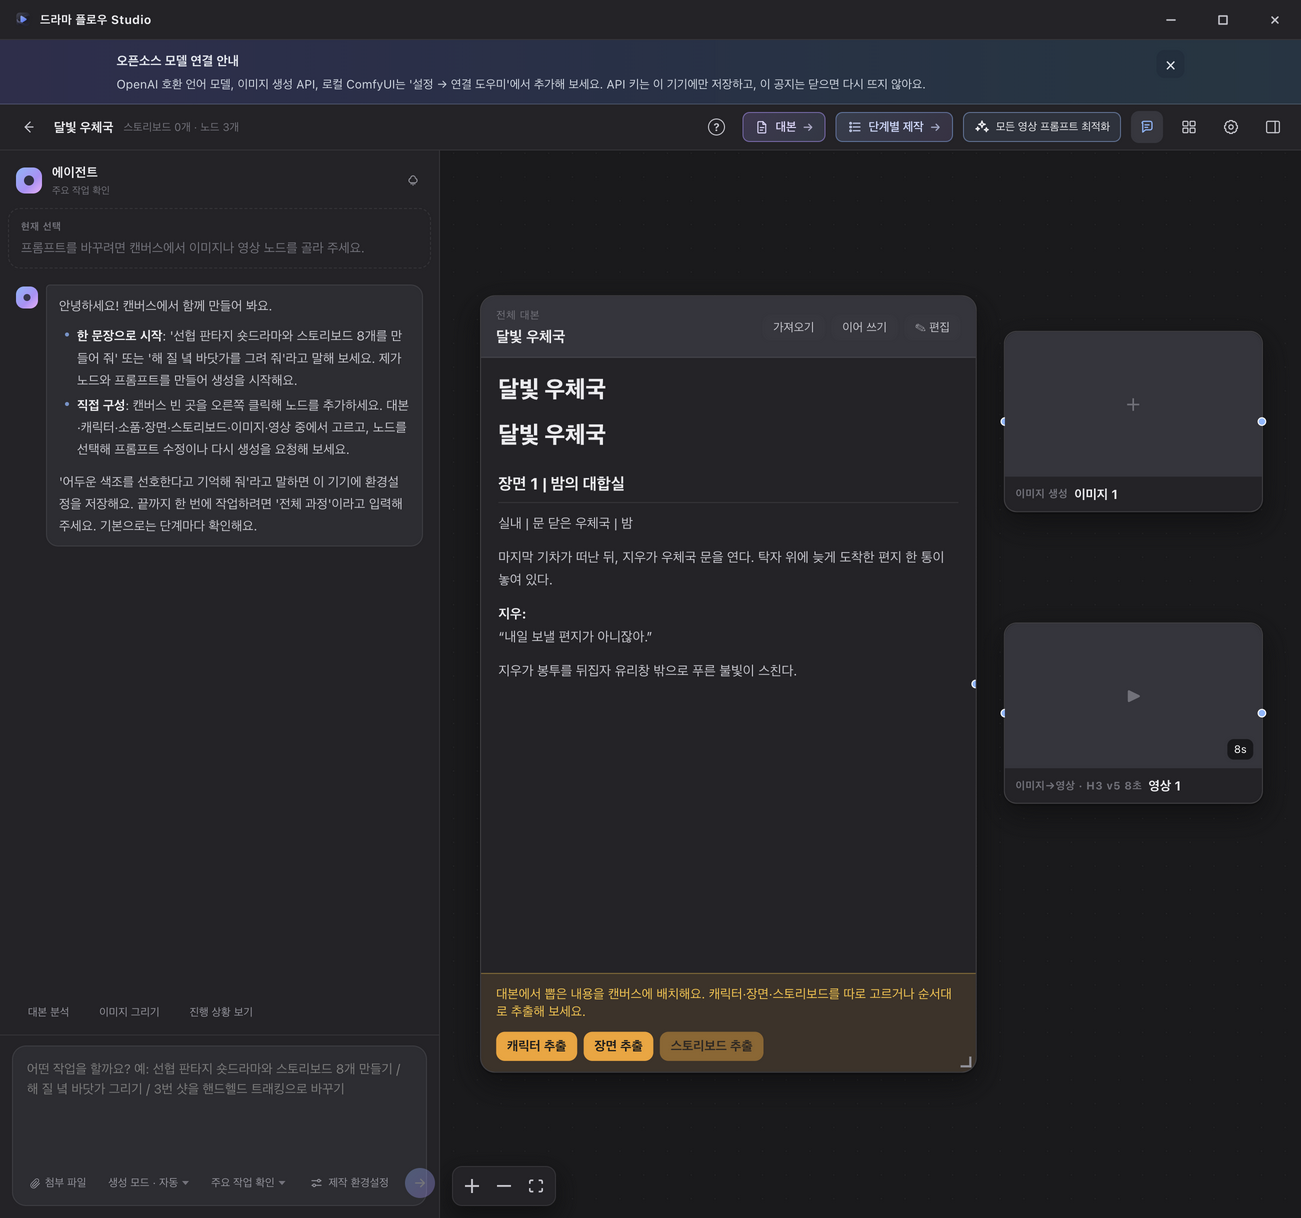 드라마 플로우 Studio
오픈소스 모델 연결 안내
OpenAI 호환 언어 모델, 이미지 생성 API, 로컬 ComfyUI는 '설정 → 연결 도우미'에서 추가해 보세요. API 키는 이 기기에만 저장하고, 이 공지는 닫으면 다시 뜨지 않아요.
달빛 우체국 스토리보드 0개 · 노드 3개
대본 →
단계별 제작 →
모든 영상 프롬프트 최적화
에이전트
주요 작업 확인
현재 선택
프롬프트를 바꾸려면 캔버스에서 이미지나 영상 노드를 골라 주세요.
안녕하세요! 캔버스에서 함께 만들어 봐요.
• 한 문장으로 시작: '선협 판타지 숏드라마와 스토리보드 8개를 만
들어 줘' 또는 '해 질 녘 바닷가를 그려 줘'라고 말해 보세요. 제가
노드와 프롬프트를 만들어 생성을 시작해요.
• 직접 구성: 캔버스 빈 곳을 오른쪽 클릭해 노드를 추가하세요. 대본
·캐릭터·소품·장면·스토리보드·이미지·영상 중에서 고르고, 노드를
선택해 프롬프트 수정이나 다시 생성을 요청해 보세요.
'어두운 색조를 선호한다고 기억해 줘'라고 말하면 이 기기에 환경설
정을 저장해요. 끝까지 한 번에 작업하려면 '전체 과정'이라고 입력해
주세요. 기본으로는 단계마다 확인해요.
대본 분석
이미지 그리기
진행 상황 보기
어떤 작업을 할까요? 예: 선협 판타지 숏드라마와 스토리보드 8개 만들기 /
해 질 녘 바닷가 그리기 / 3번 샷을 핸드헬드 트래킹으로 바꾸기
첨부 파일
생성 모드 · 자동
주요 작업 확인
제작 환경설정
전체 대본
달빛 우체국
가져오기
이어 쓰기
✎ 편집
달빛 우체국
달빛 우체국
장면 1 | 밤의 대합실
실내 | 문 닫은 우체국 | 밤
마지막 기차가 떠난 뒤, 지우가 우체국 문을 연다. 탁자 위에 늦게 도착한 편지 한 통이
놓여 있다.
지우:
“내일 보낼 편지가 아니잖아.”
지우가 봉투를 뒤집자 유리창 밖으로 푸른 불빛이 스친다.
대본에서 뽑은 내용을 캔버스에 배치해요. 캐릭터·장면·스토리보드를 따로 고르거나 순서대
로 추출해 보세요.
캐릭터 추출
장면 추출
스토리보드 추출
이미지 생성 이미지 1
8s
이미지→영상 · H3 v5 8초 영상 1